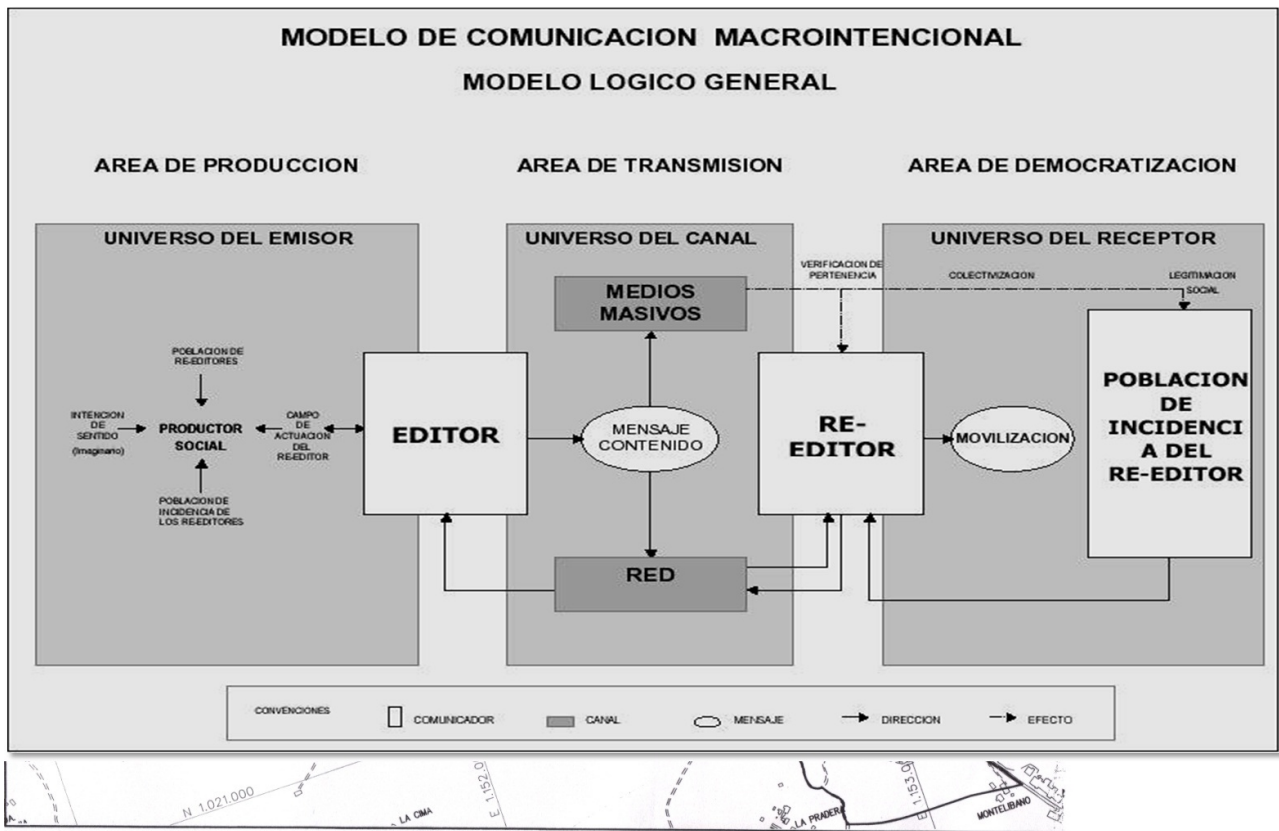 MODELO DE COMUNICACION MACROINTENCIONAL
MODELO LOGICO GENERAL
AREA DE PRODUCCION
AREA DE TRANSMISION
AREA DE DEMOCRATIZACION
UNIVERSO DEL EMISOR
POBLACION DE
RE-EDITORES
INTENCION
DE
SENTIDO
(Imaginario)
PRODUCTOR
SOCIAL
CAMPO
DE
ACTUACION
DEL
RE-EDITOR
POBLACION DE
INCIDENCIA DE
LOS RE-EDITORES
EDITOR
UNIVERSO DEL CANAL
MEDIOS
MASIVOS
MENSAJE
CONTENIDO
RED
VERIFICACION DE
PERTENENCIA
RE-
EDITOR
UNIVERSO DEL RECEPTOR
COLECTIVIZACION
LEGITIMACION
SOCIAL
MOVILIZACION
POBLACION
DE
INCIDENCI
A DEL
RE-EDITOR
CONVENCIONES
COMUNICADOR
CANAL
MENSAJE
DIRECCION
EFECTO
N 1.021.000
LA CIMA
E 1.152.0
LA PRADERA
E 1.153.0
MONTELIBANO